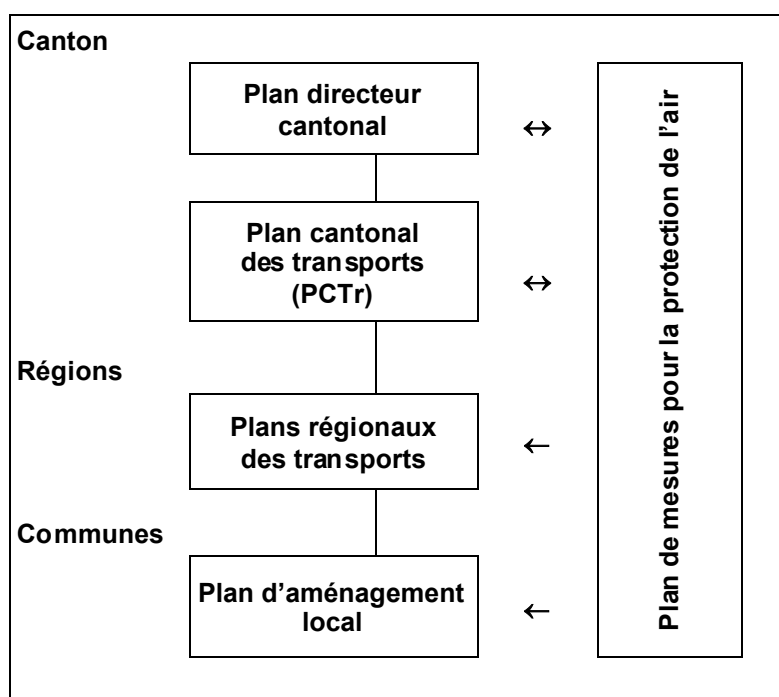 Canton
Plan directeur
cantonal
↔
Plan cantonal
des transports
(PCTr)
↔
Régions
Plans régionaux
des transports
←
Communes
Plan d’aménagement
local
←
Plan de mesures pour la protection de l’air